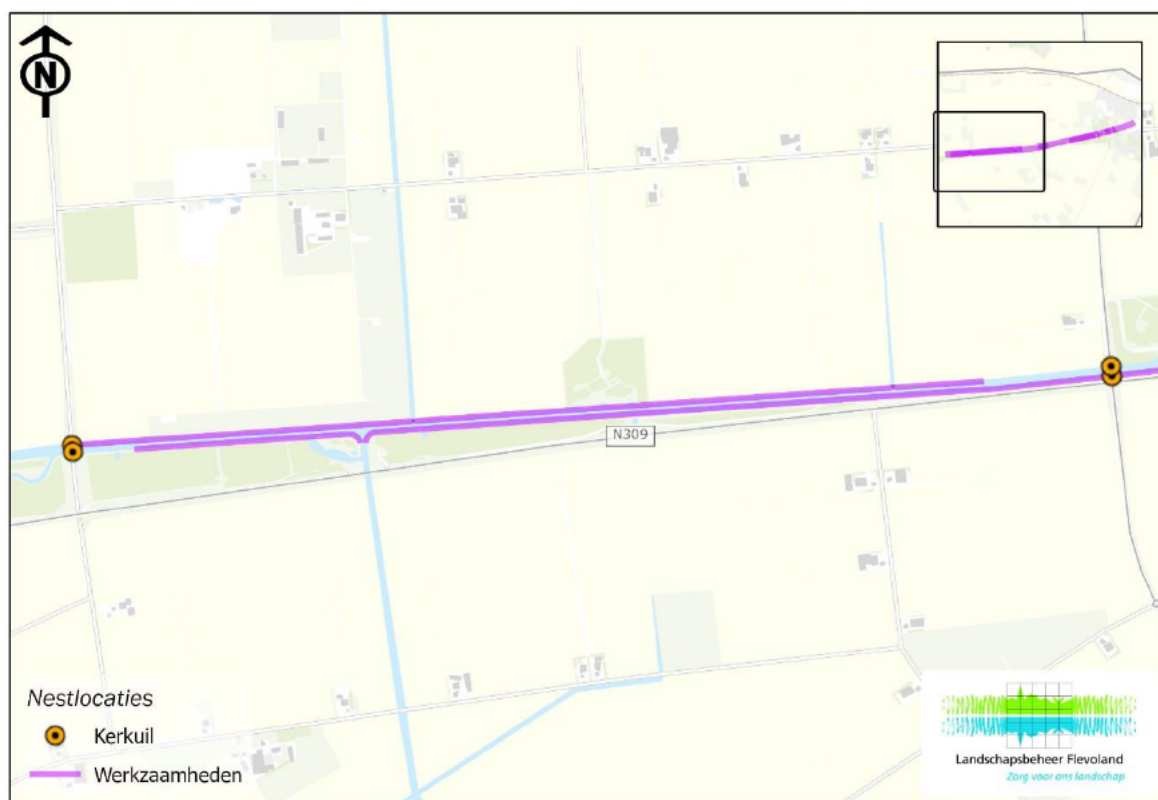 N
N309
Nestlocaties
Kerkuil
Werkzaamheden
Landschapsbeheer Flevoland
Zorg voor ons landschap